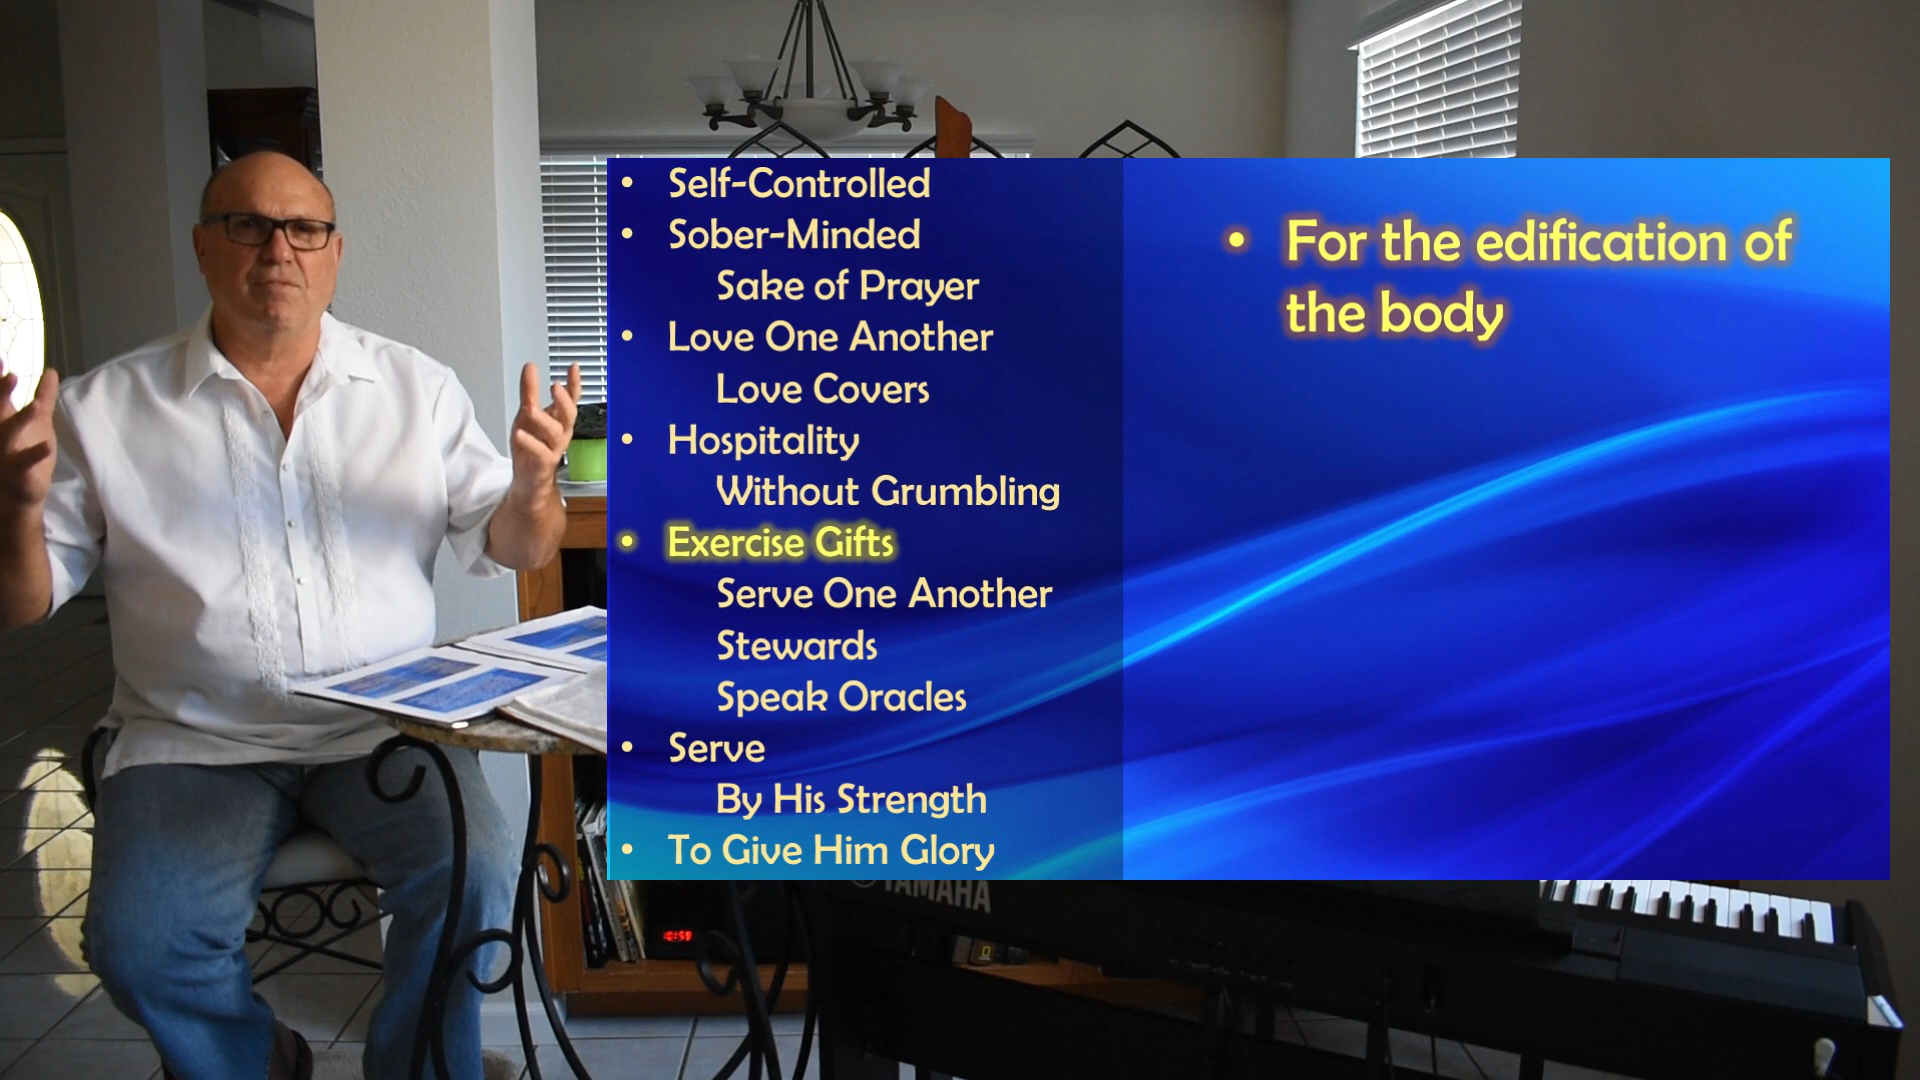 • Self-Controlled
• Sober-Minded
Sake of Prayer
• Love One Another
Love Covers
• Hospitality
Without Grumbling
• Exercise Gifts
Serve One Another
Stewards
Speak Oracles
• Serve
By His Strength
• To Give Him Glory
• For the edification of
the body
YAMAHA